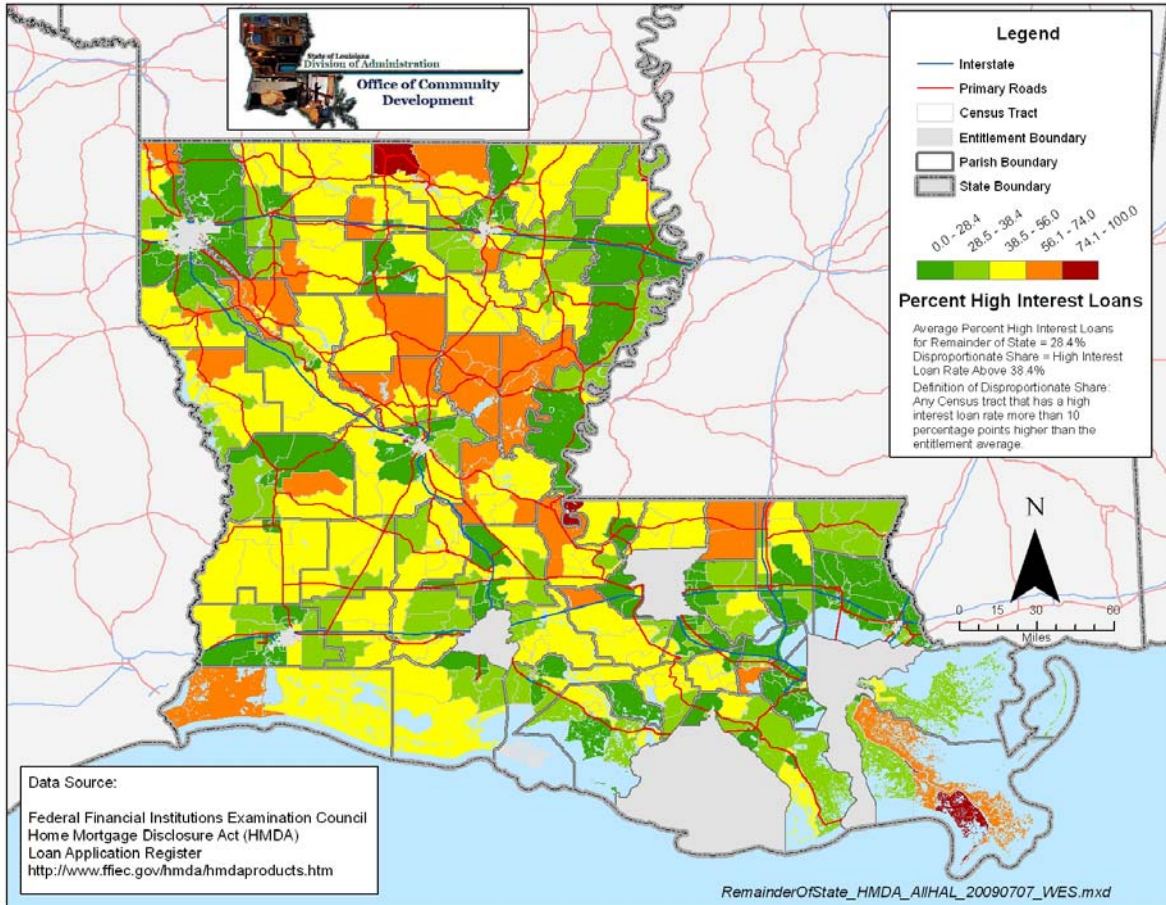 State of Louisiana
Division of Administration
Office of Community
Development
Legend
Interstate
Primary Roads
Census Tract
Entitlement Boundary
Parish Boundary
State Boundary
0.0 - 28.4
28.5 - 38.4
38.5 - 56.0
56.1 - 74.0
74.1 - 100.0
Percent High Interest Loans
Average Percent High Interest Loans
for Remainder of State = 28.4%
Disproportionate Share = High Interest
Loan Rate Above 38.4%
Definition of Disproportionate Share:
Any Census tract that has a high
interest loan rate more than 10
percentage points higher than the
entitlement average.
N
0 15 30 60
Miles
Data Source:
Federal Financial Institutions Examination Council
Home Mortgage Disclosure Act (HMDA)
Loan Application Register
http://www.ffiec.gov/hmda/hmdaproducts.htm
RemainderOfState_HMDA_AllHAL_20090707_WES.mxd